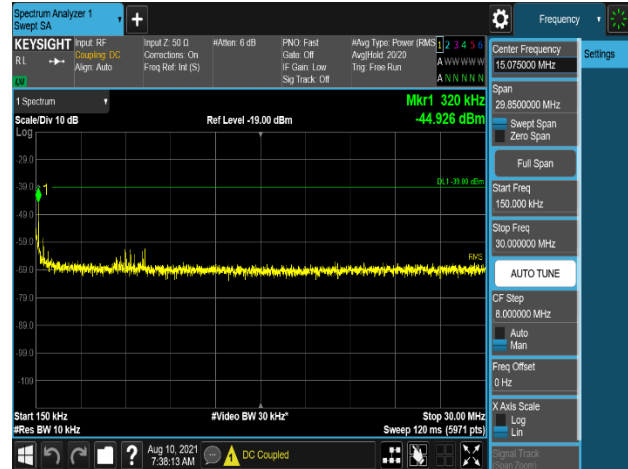 Spectrum Analyzer 1
Swept SA
Frequency
KEYSIGHT
RL
Input: RF
Coupling: DC
Align: Auto
Input Z: 50 Ω
Corrections: On
Freq Ref: Int (S)
#Atten: 6 dB
PNO: Fast
Gate: Off
IF Gain: Low
Sig Track: Off
#Avg Type: Power (RMS
Avg|Hold: 20/20
Trig: Free Run
1 2 3 4 5 6
A W W W W W
A N N N N N
Center Frequency
15.075000 MHz
Settings
Span
29.8500000 MHz
Swept Span
Zero Span
Full Span
Start Freq
150.000 kHz
Stop Freq
30.000000 MHz
AUTO TUNE
CF Step
8.000000 MHz
Auto
Man
Freq Offset
0 Hz
X Axis Scale
Log
Lin
Signal Track
(Span Zoom)
1 Spectrum
Mkr1 320 kHz
Scale/Div 10 dB
Ref Level -19.00 dBm
-44.926 dBm
Log
-29.0
DL1 -39.00 dBm
-39.0
1
-49.0
-59.0
RMS
-69.0
-79.0
-89.0
-99.0
-109
Start 150 kHz
#Video BW 30 kHz*
Stop 30.00 MHz
#Res BW 10 kHz
Sweep 120 ms (5971 pts)
?
Aug 10, 2021
7:38:13 AM
DC Coupled